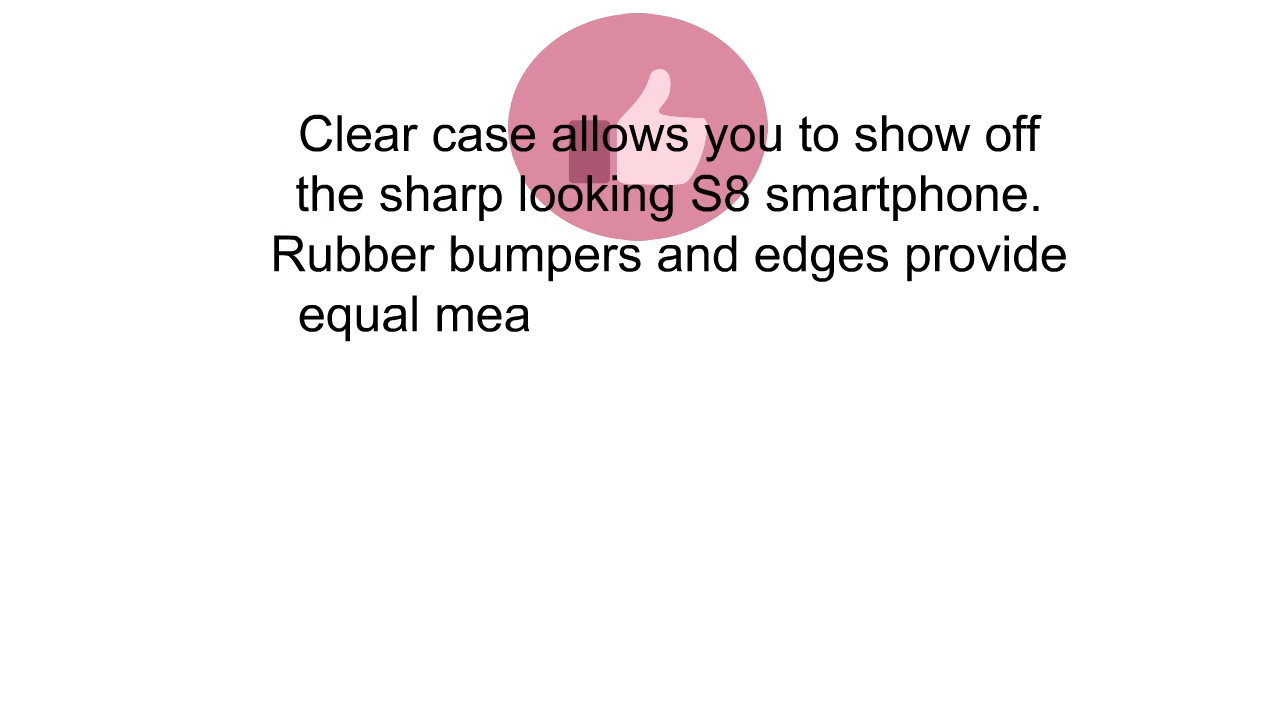 Clear case allows you to show off
the sharp looking S8 smartphone.
Rubber bumpers and edges provide
equal mea